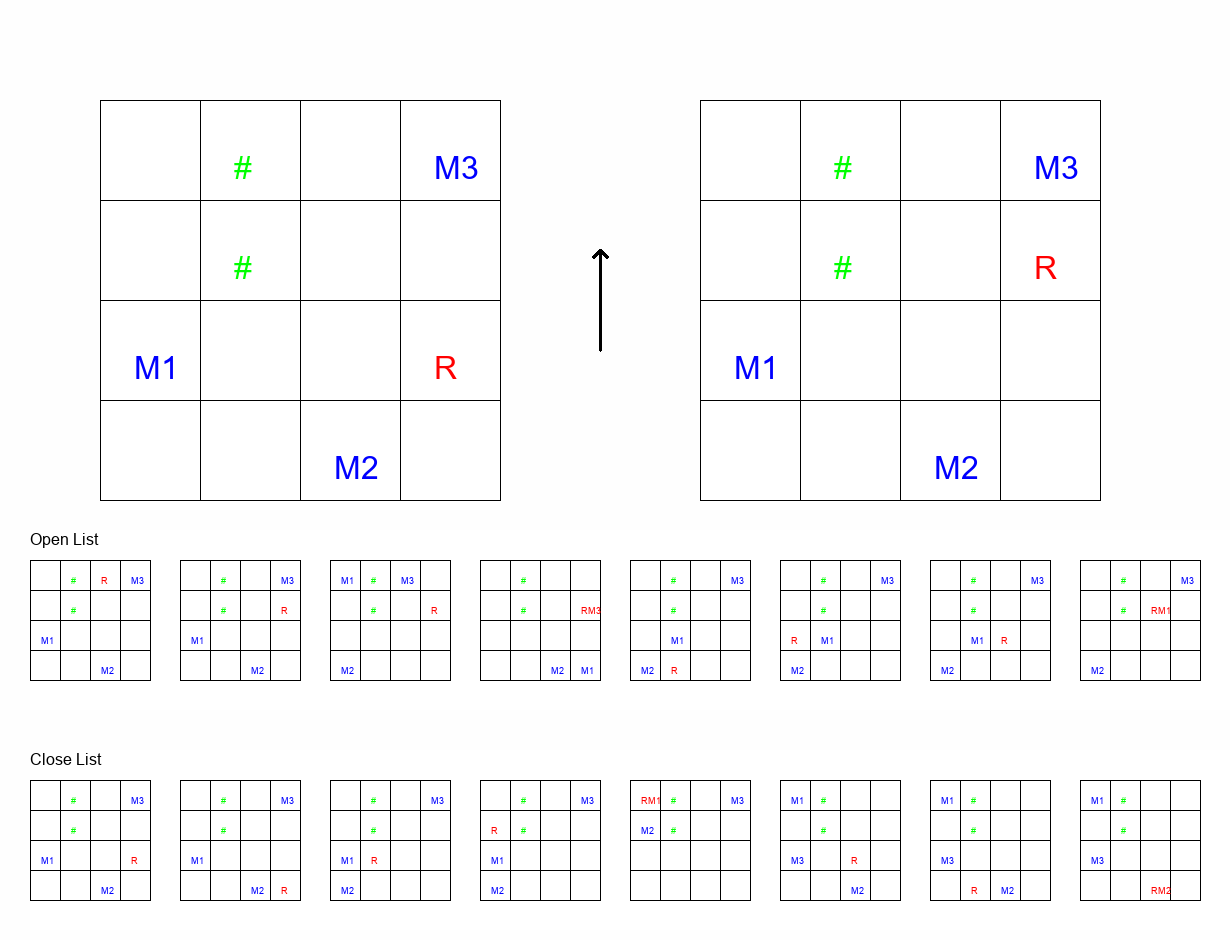 # M3 # M3
# # R
M1 R M1
M2 M2
Open List
# R M3 # M3 M1 # M3 # # M3 # M3 # M3 # M3
# # R # R # RM3 # # # # RM1
M1 M1 M1 R M1 M1 R
M2 M2 M2 M2 M1 M2 R M2 M2 M2
Close List
# M3 # M3 # M3 # M3 RM1 # M3 M1 # M1 # M1 #
# # # R # M2 # # # #
M1 R M1 M1 R M1 M3 R M3 M3
M2 M2 R M2 M2 M2 R M2 RM2